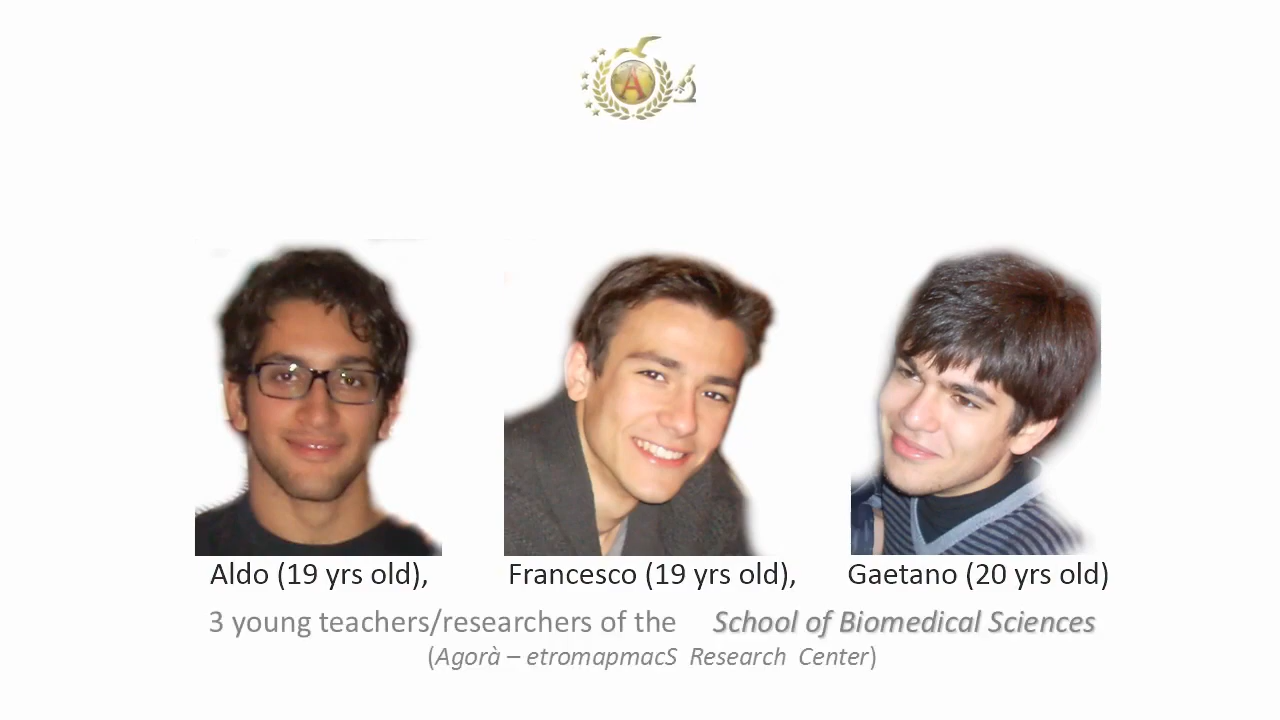 A
Aldo (19 yrs old), Francesco (19 yrs old), Gaetano (20 yrs old)
3 young teachers/researchers of the School of Biomedical Sciences
(Agorà – etromapmacS Research Center)